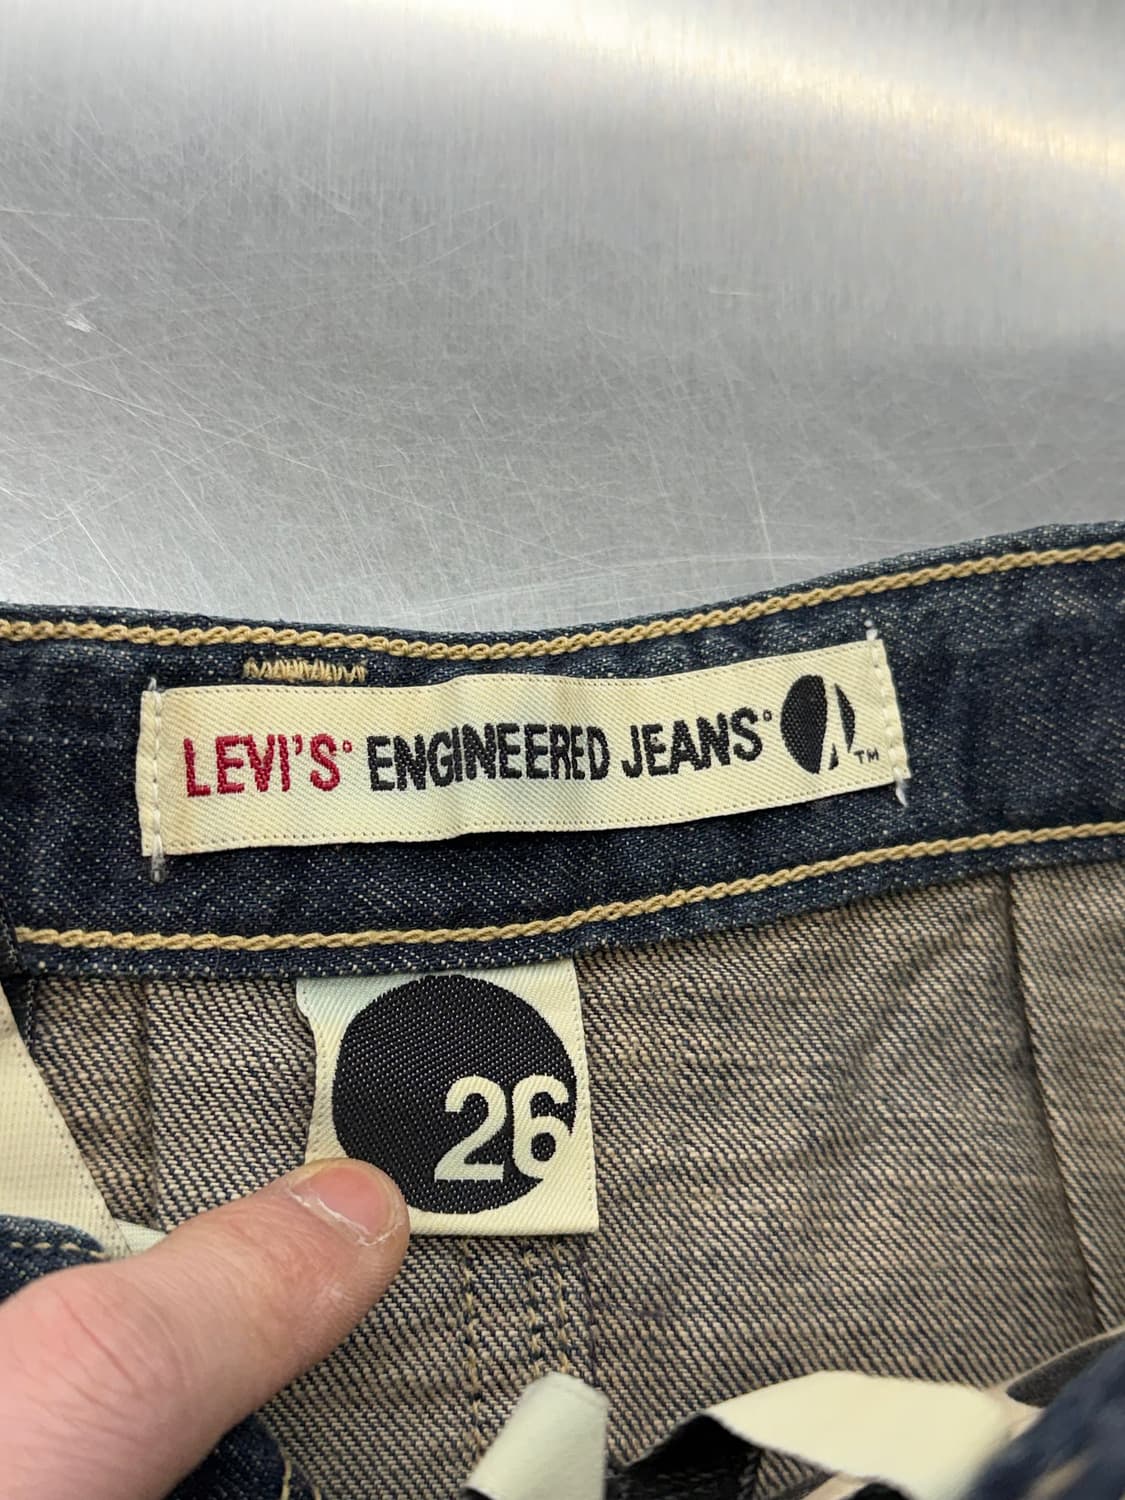 LEVI'S° ENGINEERED JEANS° ™
26